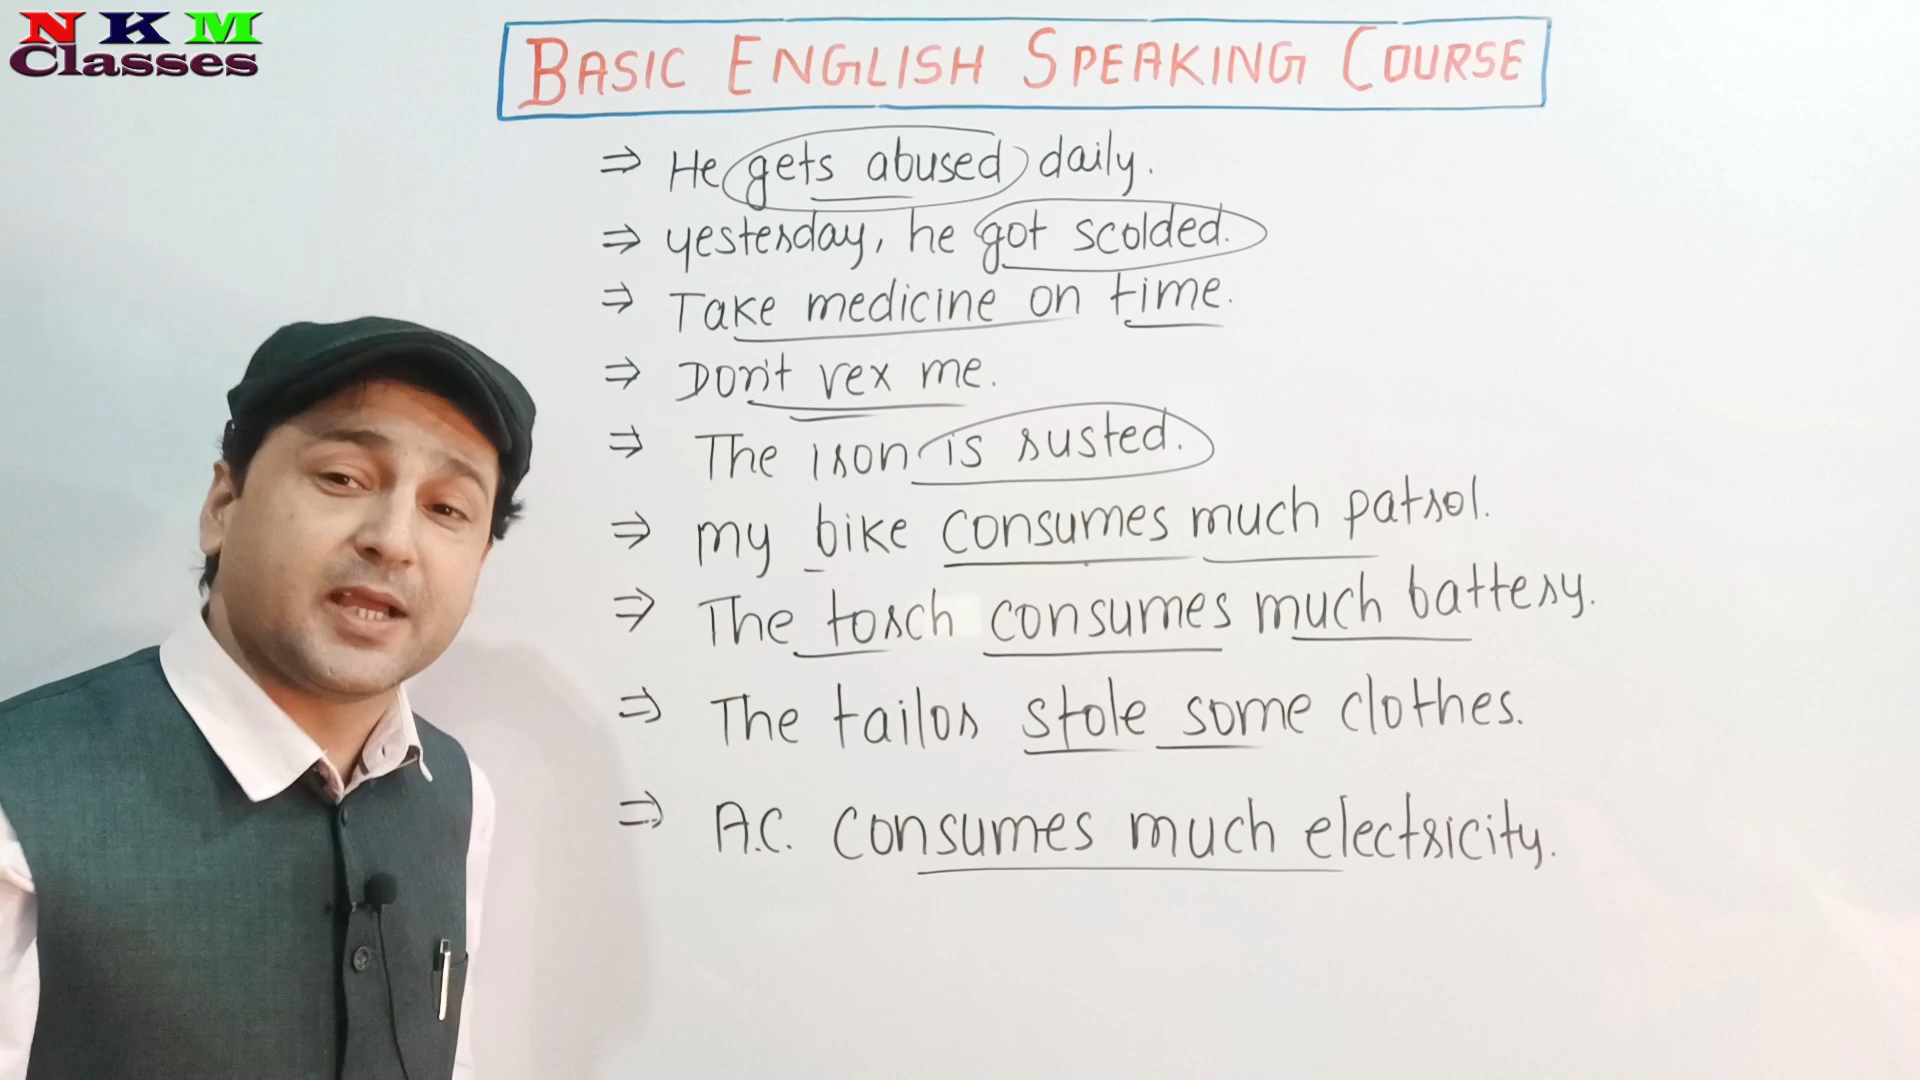 NKM
Classes
BASIC ENGLISH SPEAKING COURSE
⇒ He gets abused daily.
⇒ yesterday, he got scolded.
⇒ Take medicine on time.
⇒ Don't vex me.
⇒ The iron is rusted.
⇒ my bike consumes much patrol.
⇒ The torch consumes much battery.
⇒ The tailor stole some clothes.
⇒ A.C. consumes much electricity.